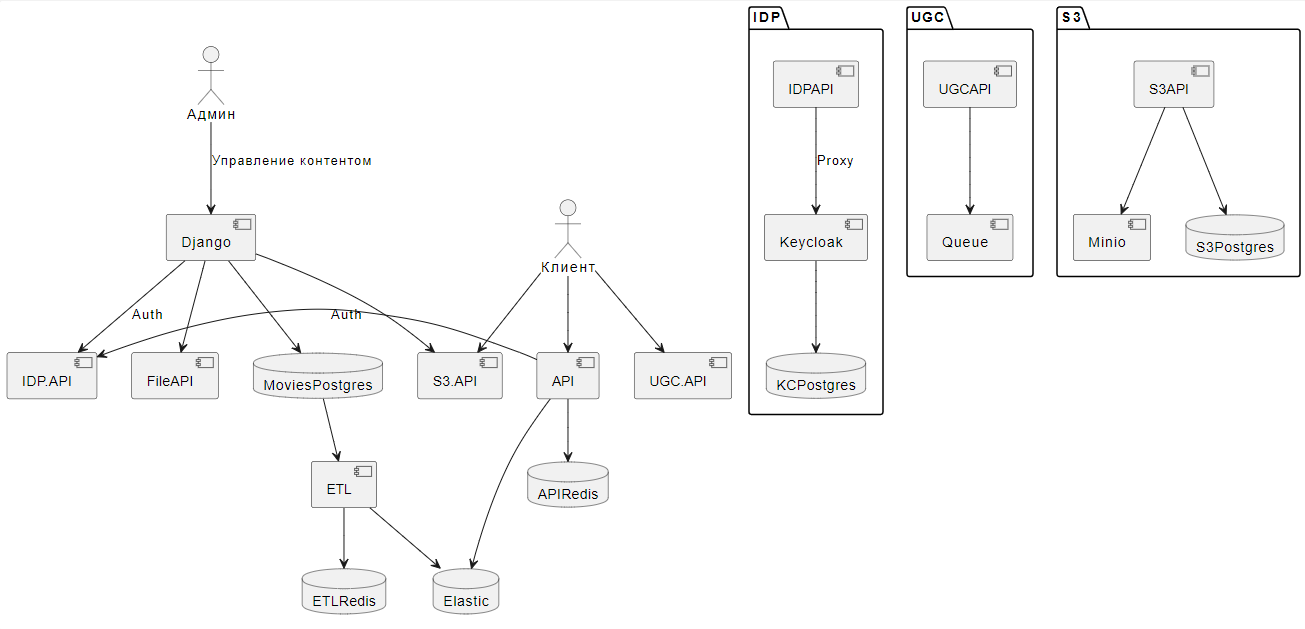 IDP
UGC
S3
IDPAPI
UGCAPI
S3API
Админ
Управление контентом
Proxy
Django
Keycloak
Queue
Minio
S3Postgres
Клиент
Auth
Auth
IDP.API
FileAPI
MoviesPostgres
S3.API
API
UGC.API
KCPostgres
ETL
APIRedis
ETLRedis
Elastic